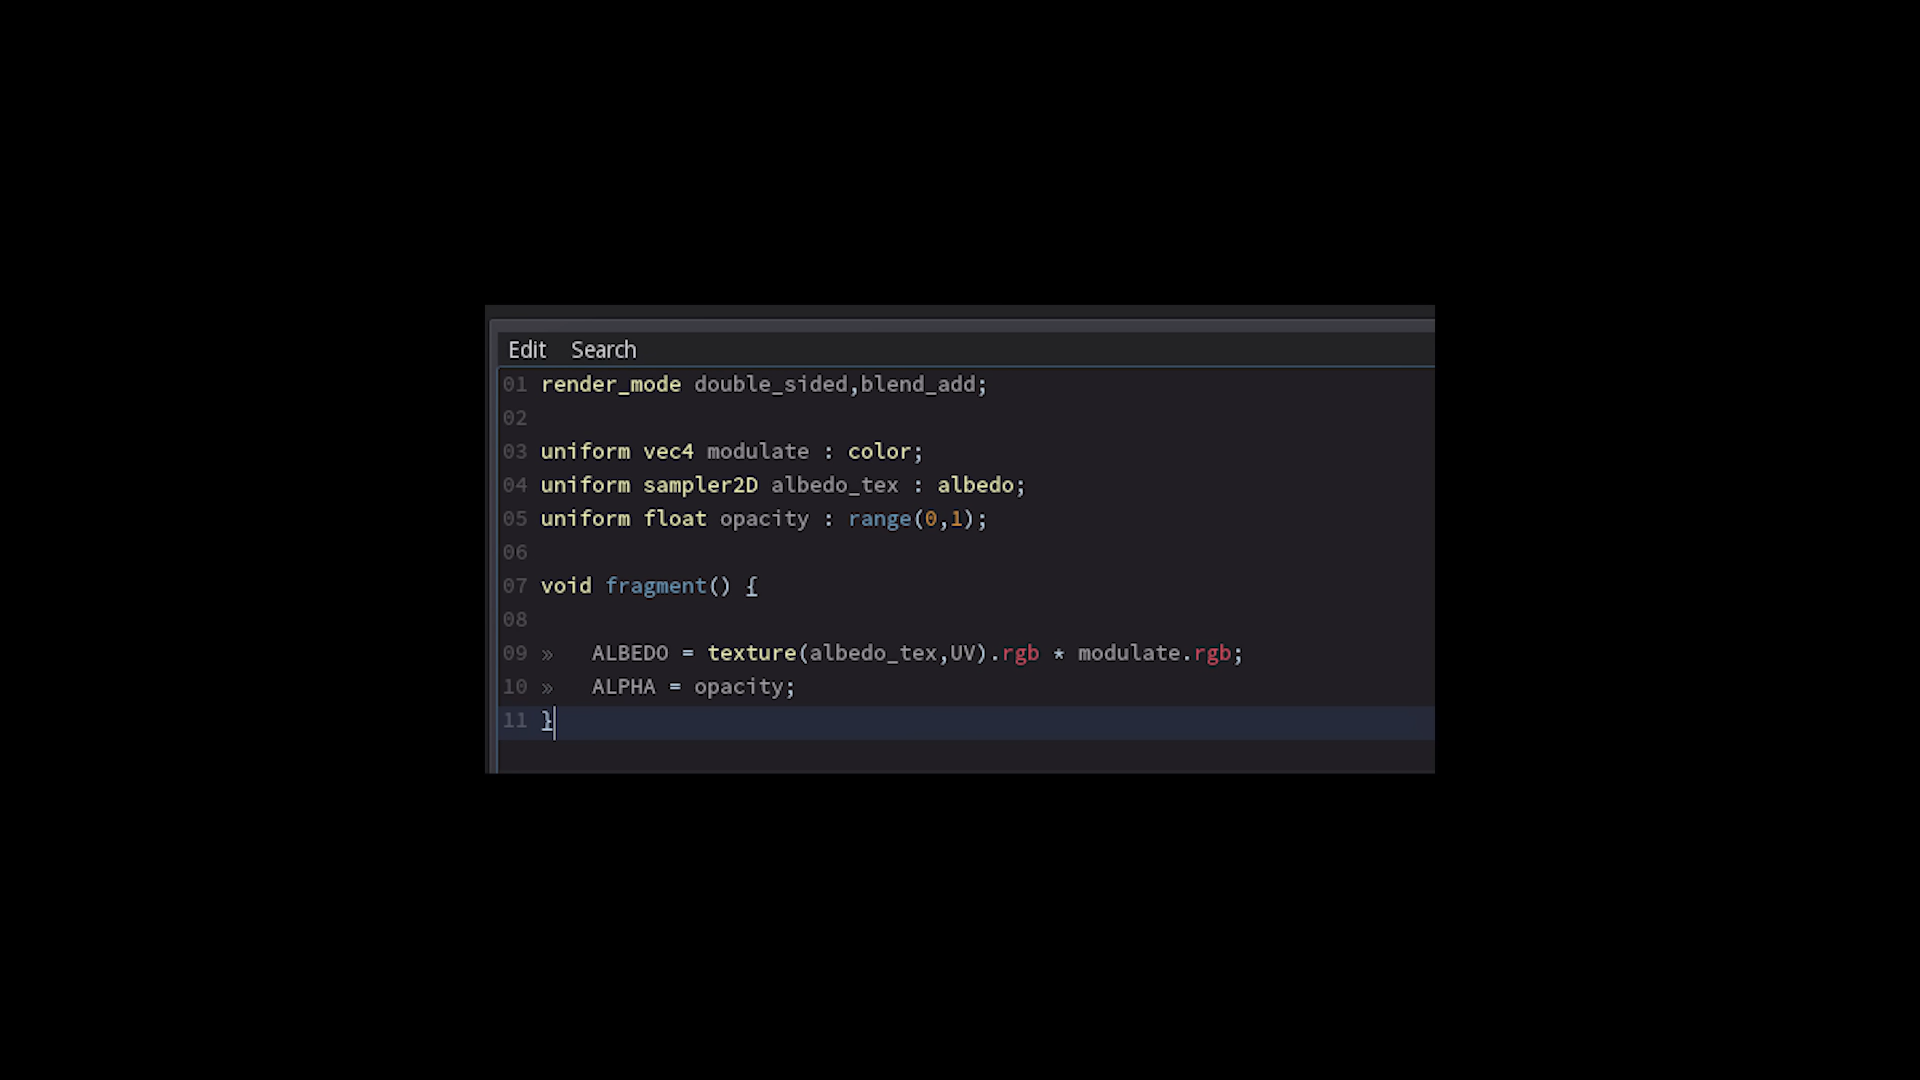 Edit Search
01 render_mode double_sided,blend_add;
02
03 uniform vec4 modulate : color;
04 uniform sampler2D albedo_tex : albedo;
05 uniform float opacity : range(0,1);
06
07 void fragment() {
08
09 » ALBEDO = texture(albedo_tex,UV).rgb * modulate.rgb;
10 » ALPHA = opacity;
11 }